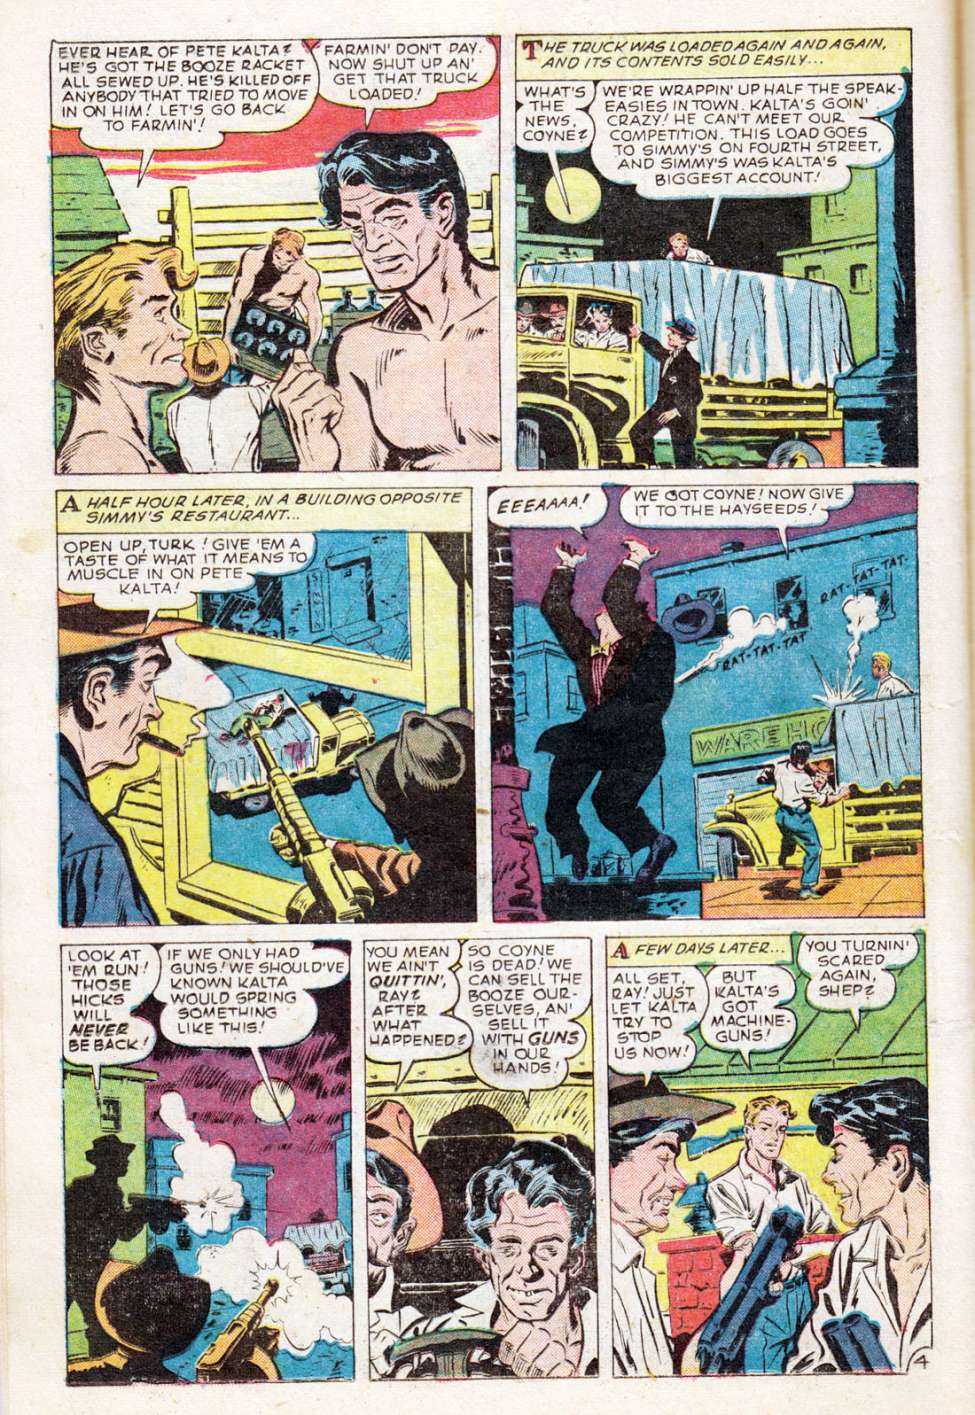 EVER HEAR OF PETE KALTA?
HE'S GOT THE BOOZE RACKET
ALL SEWED UP. HE'S KILLED OFF
ANYBODY THAT TRIED TO MOVE
IN ON HIM! LET'S GO BACK
TO FARMIN'!
FARMIN' DON'T PAY.
NOW SHUT UP AN'
GET THAT TRUCK
LOADED!
THE TRUCK WAS LOADED AGAIN AND AGAIN,
AND ITS CONTENTS SOLD EASILY...
WHAT'S
THE
NEWS,
COYNE?
WE'RE WRAPPIN' UP HALF THE SPEAK-
EASIES IN TOWN. KALTA'S GOIN'
CRAZY! HE CAN'T MEET OUR
COMPETITION. THIS LOAD GOES
TO SIMMY'S ON FOURTH STREET,
AND SIMMY'S WAS KALTA'S
BIGGEST ACCOUNT!
A HALF HOUR LATER, IN A BUILDING OPPOSITE
SIMMY'S RESTAURANT...
OPEN UP, TURK! GIVE 'EM A
TASTE OF WHAT IT MEANS TO
MUSCLE IN ON PETE
KALTA!
EEEAAAA!
WE GOT COYNE! NOW GIVE
IT TO THE HAYSEEDS!
RAT-TAT-TAT-
RAT-TAT-TAT
WAREHO
LOOK AT
'EM RUN!
THOSE
HICKS
WILL
NEVER
BE BACK!
IF WE ONLY HAD
GUNS! WE SHOULD'VE
KNOWN KALTA
WOULD SPRING
SOMETHING
LIKE THIS!
YOU MEAN
WE AIN'T
QUITTIN',
RAY? AFTER
WHAT
HAPPENED?
SO COYNE
IS DEAD! WE
CAN SELL THE
BOOZE OUR-
SELVES, AN'
SELL IT
WITH GUNS
IN OUR
HANDS!
A FEW DAYS LATER...
ALL SET,
RAY! JUST
LET KALTA
TRY TO
STOP
US NOW!
BUT
KALTA'S
GOT
MACHINE-
GUNS!
YOU TURNIN'
SCARED
AGAIN,
SHEP?
4